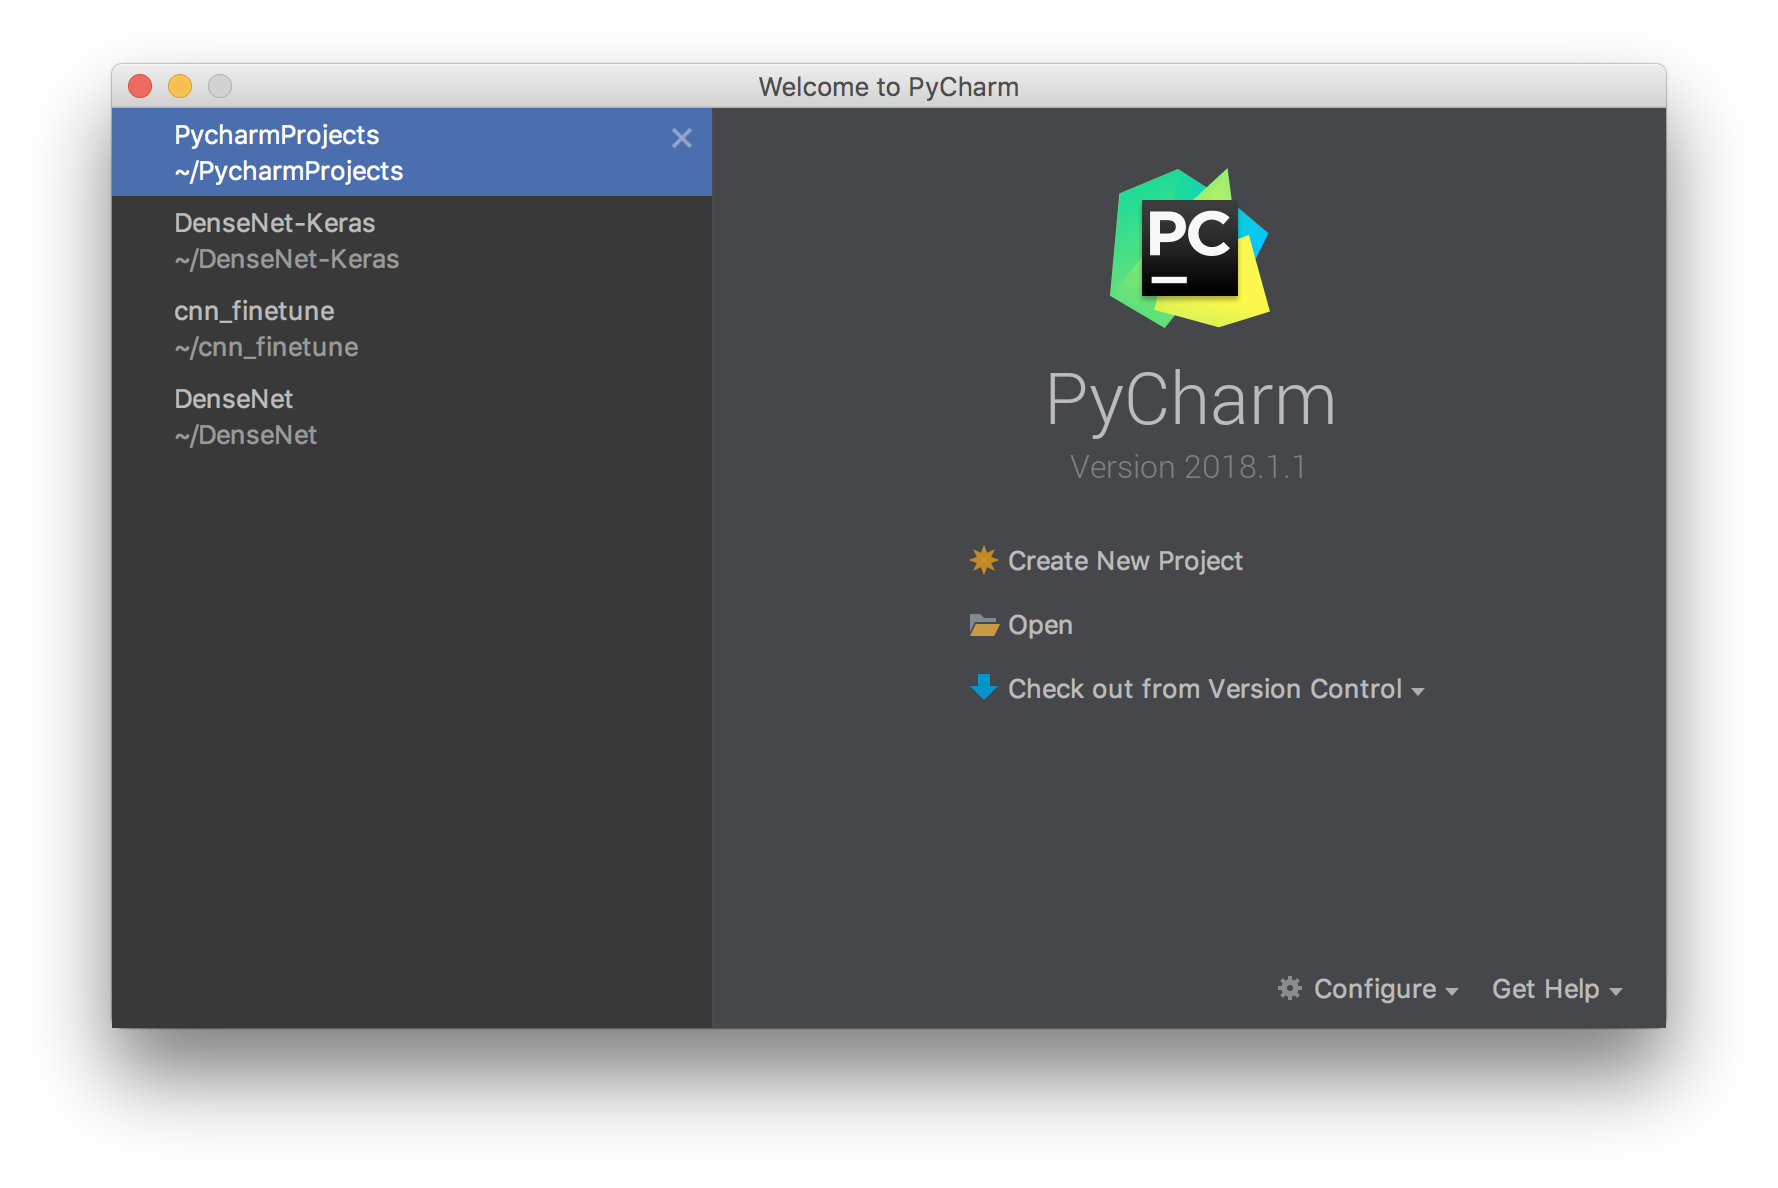 Welcome to PyCharm
PycharmProjects
~/PycharmProjects
DenseNet-Keras
~/DenseNet-Keras
cnn_finetune
~/cnn_finetune
DenseNet
~/DenseNet
PC
PyCharm
Version 2018.1.1
Create New Project
Open
Check out from Version Control
Configure
Get Help